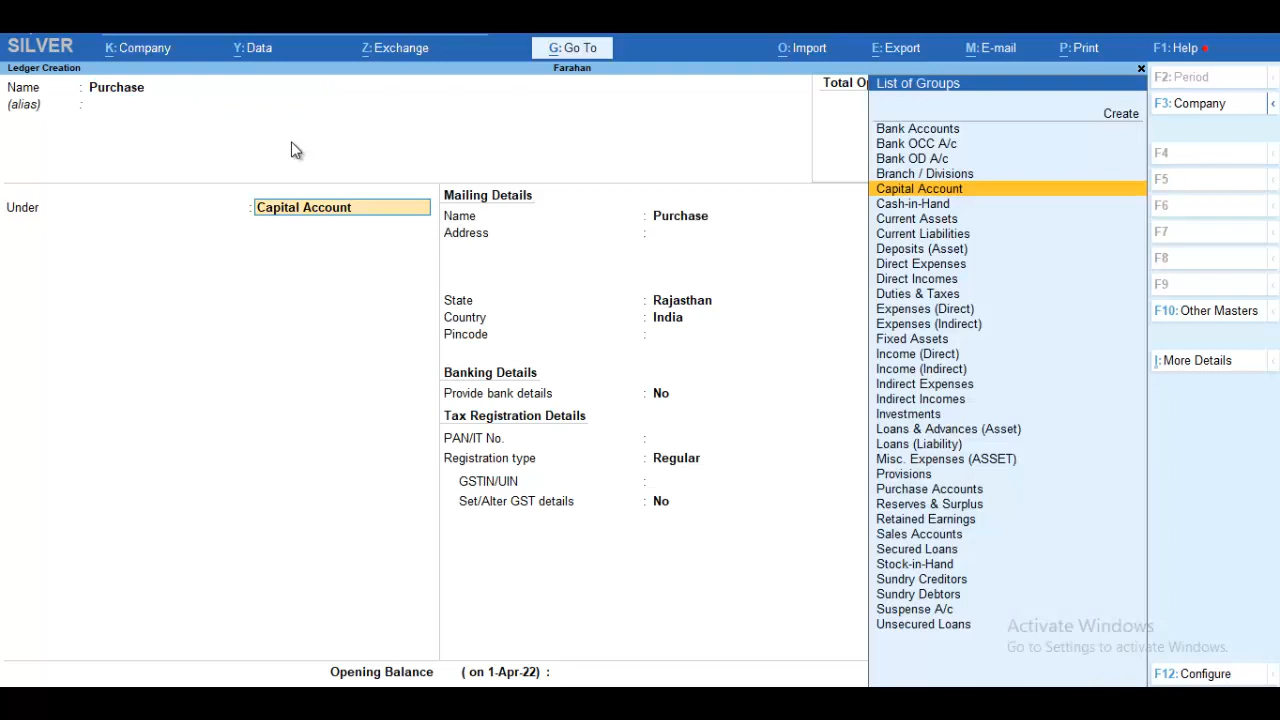 SILVER
K: Company
Y: Data
Z: Exchange
G: Go To
O: Import
E: Export
M: E-mail
P: Print
F1: Help
Ledger Creation
Farahan
×
Name : Purchase
(alias) :
Total O
Under : Capital Account
Mailing Details
Name : Purchase
Address :
State : Rajasthan
Country : India
Pincode :
Banking Details
Provide bank details : No
Tax Registration Details
PAN/IT No. :
Registration type : Regular
GSTIN/UIN :
Set/Alter GST details : No
Opening Balance ( on 1-Apr-22) :
List of Groups
Create
Bank Accounts
Bank OCC A/c
Bank OD A/c
Branch / Divisions
Capital Account
Cash-in-Hand
Current Assets
Current Liabilities
Deposits (Asset)
Direct Expenses
Direct Incomes
Duties & Taxes
Expenses (Direct)
Expenses (Indirect)
Fixed Assets
Income (Direct)
Income (Indirect)
Indirect Expenses
Indirect Incomes
Investments
Loans & Advances (Asset)
Loans (Liability)
Misc. Expenses (ASSET)
Provisions
Purchase Accounts
Reserves & Surplus
Retained Earnings
Sales Accounts
Secured Loans
Stock-in-Hand
Sundry Creditors
Sundry Debtors
Suspense A/c
Unsecured Loans
F2: Period
F3: Company
F4
F5
F6
F7
F8
F9
F10: Other Masters
I: More Details
F12: Configure
Activate Windows
Go to Settings to activate Windows.